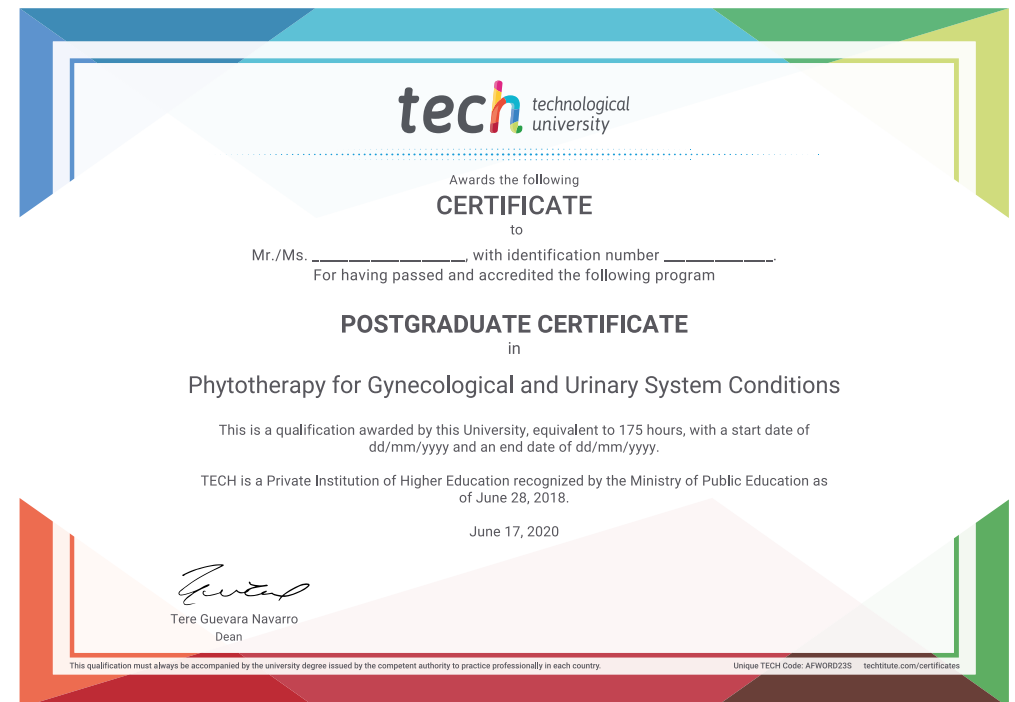 tech technological
university
Awards the following
CERTIFICATE
to
Mr./Ms. ____________________, with identification number ______________.
For having passed and accredited the following program
POSTGRADUATE CERTIFICATE
in
Phytotherapy for Gynecological and Urinary System Conditions
This is a qualification awarded by this University, equivalent to 175 hours, with a start date of
dd/mm/yyyy and an end date of dd/mm/yyyy.
TECH is a Private Institution of Higher Education recognized by the Ministry of Public Education as
of June 28, 2018.
June 17, 2020
Tere Guevara Navarro
Dean
This qualification must always be accompanied by the university degree issued by the competent authority to practice professionally in each country.
Unique TECH Code: AFWORD23S techtitute.com/certificates